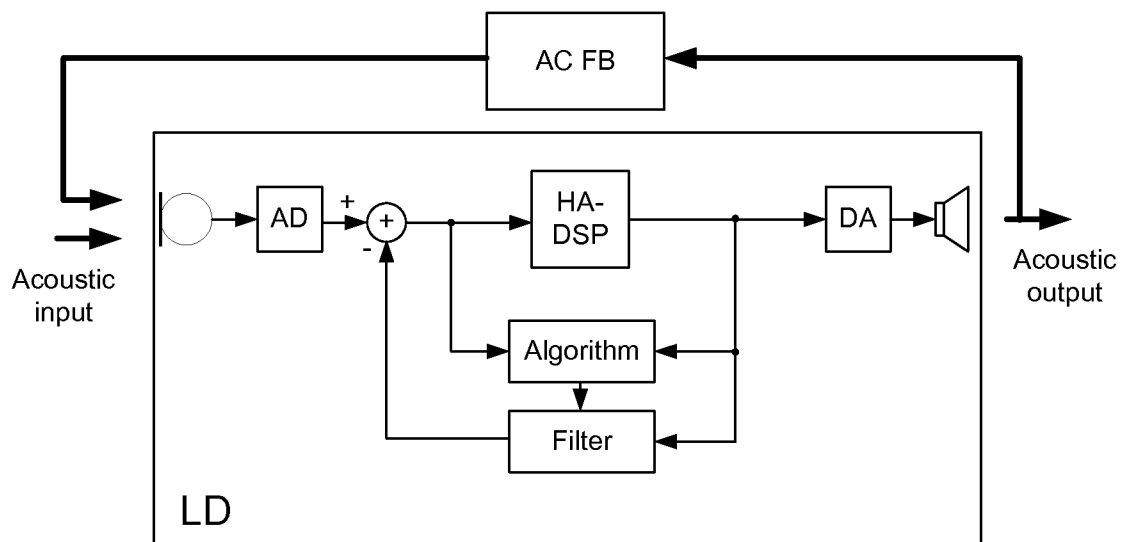 AC FB
AD
+
+
-
HA-
DSP
DA
Acoustic
input
Acoustic
output
Algorithm
Filter
LD